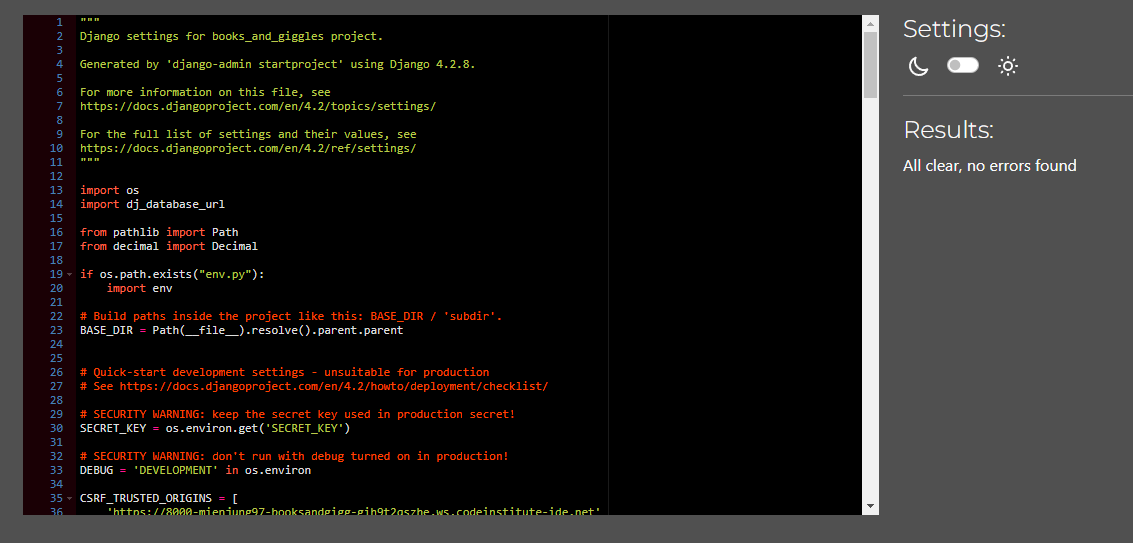 1 """
2 Django settings for books_and_giggles project.
3
4 Generated by 'django-admin startproject' using Django 4.2.8.
5
6 For more information on this file, see
7 https://docs.djangoproject.com/en/4.2/topics/settings/
8
9 For the full list of settings and their values, see
10 https://docs.djangoproject.com/en/4.2/ref/settings/
11 """
12
13 import os
14 import dj_database_url
15
16 from pathlib import Path
17 from decimal import Decimal
18
19 if os.path.exists("env.py"):
20     import env
21
22 # Build paths inside the project like this: BASE_DIR / 'subdir'.
23 BASE_DIR = Path(__file__).resolve().parent.parent
24
25
26 # Quick-start development settings - unsuitable for production
27 # See https://docs.djangoproject.com/en/4.2/howto/deployment/checklist/
28
29 # SECURITY WARNING: keep the secret key used in production secret!
30 SECRET_KEY = os.environ.get('SECRET_KEY')
31
32 # SECURITY WARNING: don't run with debug turned on in production!
33 DEBUG = 'DEVELOPMENT' in os.environ
34
35 CSRF_TRUSTED_ORIGINS = [
36     'https://8000-mienjung97-booksandgigg-gih9t2qszhe.ws.codeinstitute-ide.net'
Settings:
Results:
All clear, no errors found